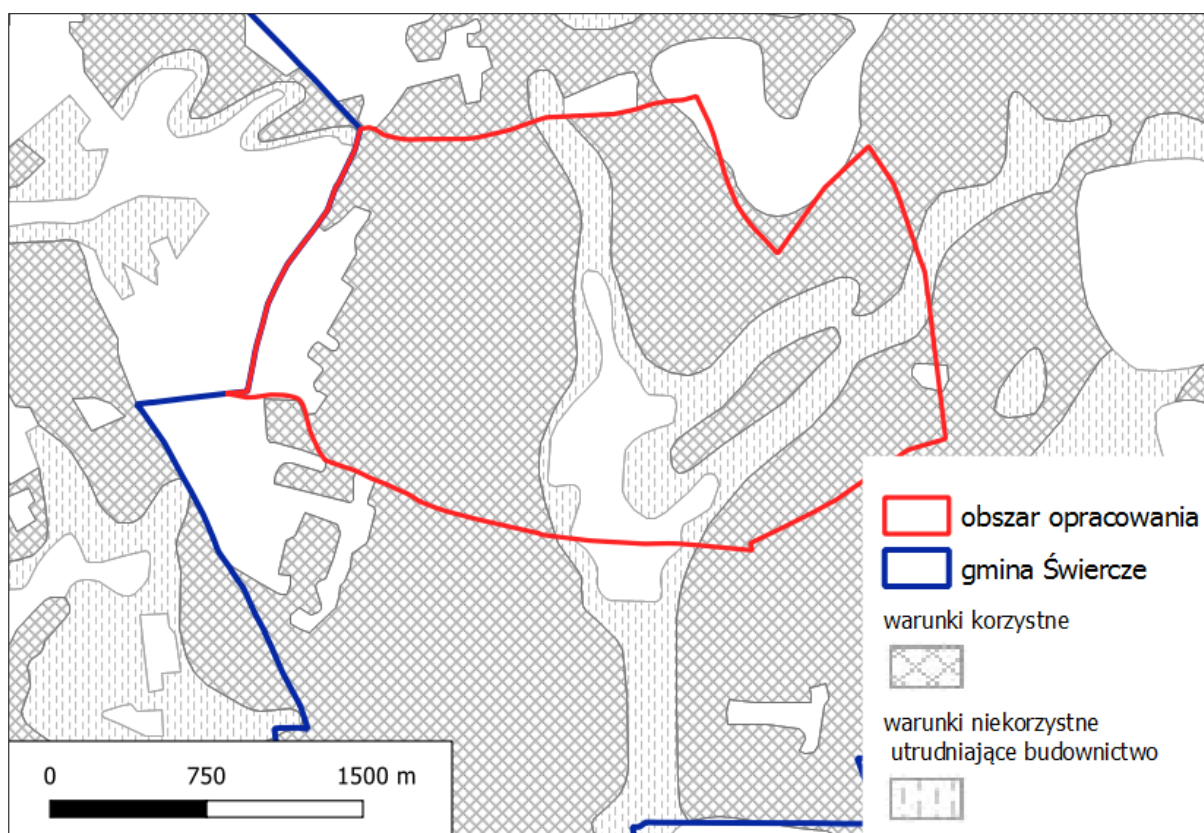 obszar opracowania
gmina Świercze
warunki korzystne
warunki niekorzystne
utrudniające budownictwo
0 750 1500 m